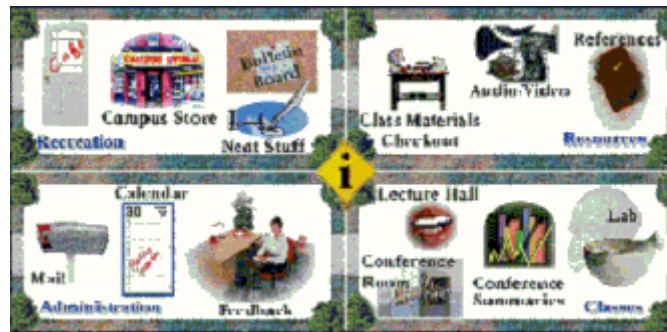 Bulletin
Board
Campus Store
Recreation
Neat Stuff
References
Audio-Video
Class Materials
Checkout
Resources
i
Calendar
30
Mail
Administration
Feedback
Lecture Hall
Conference
Room
Conference
Summaries
Lab
Classes